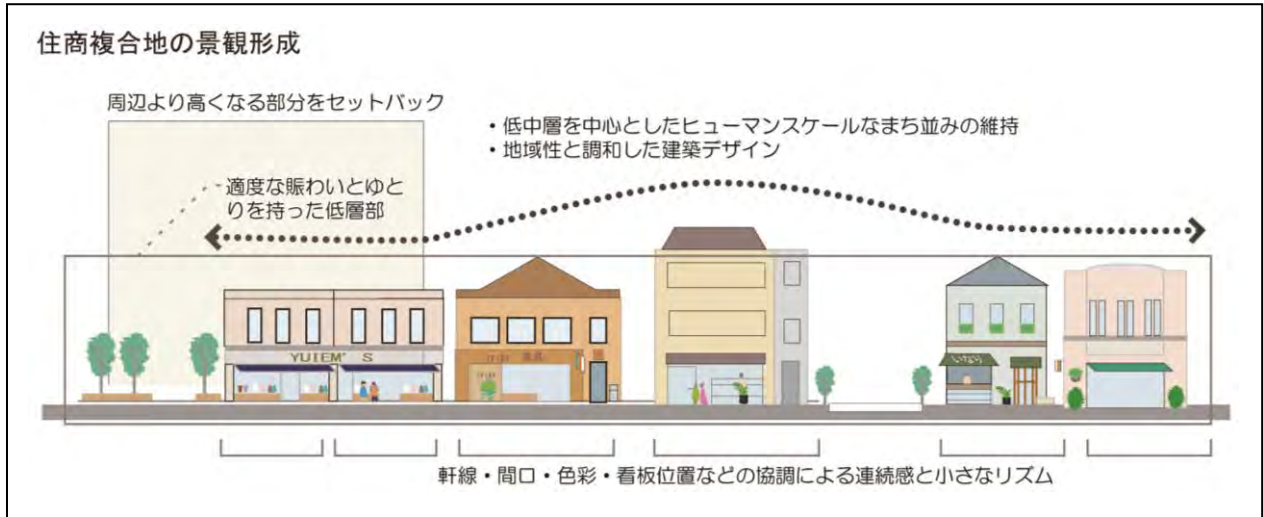 住商複合地の景観形成
周辺より高くなる部分をセットバック
・低中層を中心としたヒューマンスケールなまち並みの維持
・地域性と調和した建築デザイン
適度な賑わいとゆと
りを持った低層部
YUIEM'S
軒線・間口・色彩・看板位置などの協調による連続感と小さなリズム